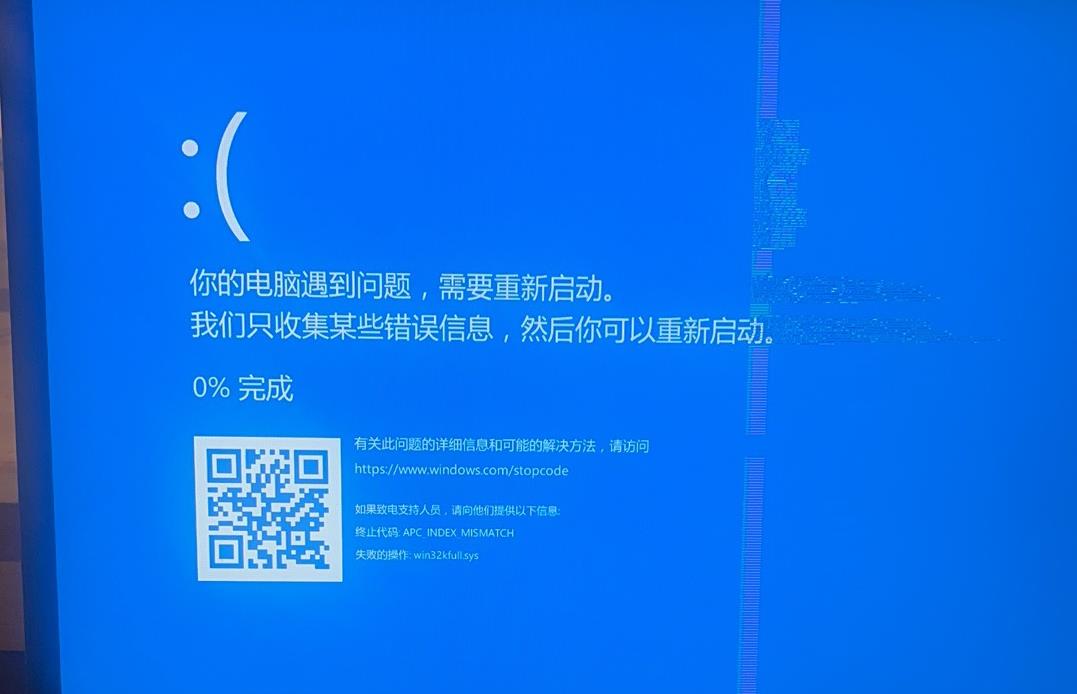 :(
你的电脑遇到问题，需要重新启动。
我们只收集某些错误信息，然后你可以重新启动。
0% 完成
有关此问题的详细信息和可能的解决方法，请访问
https://www.windows.com/stopcode
如果致电支持人员，请向他们提供以下信息:
终止代码: APC_INDEX_MISMATCH
失败的操作: win32kfull.sys